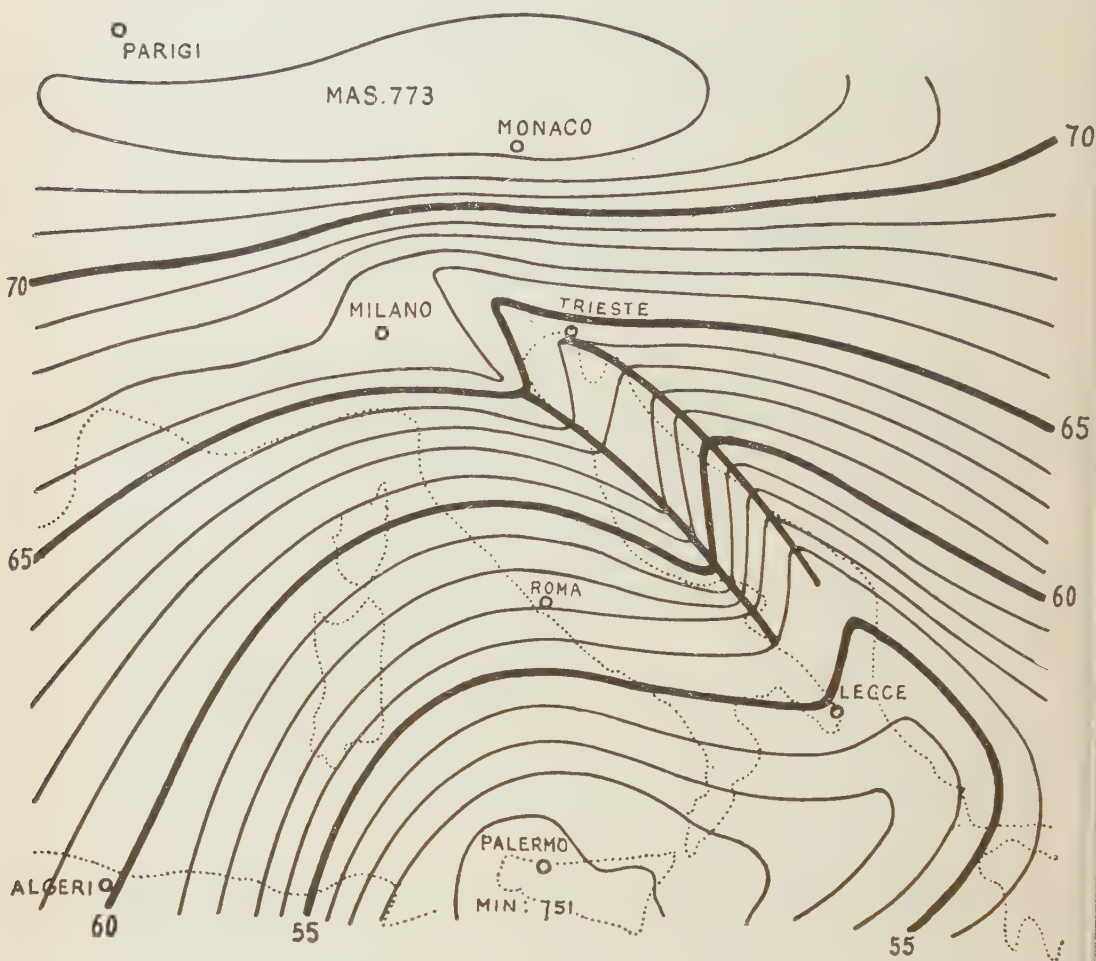 PARIGI
MAS. 773
MONACO
70
70
MILANO
TRIESTE
65
65
ROMA
60
LECCE
PALERMO
ALGERI
MIN. 751
60
55
55